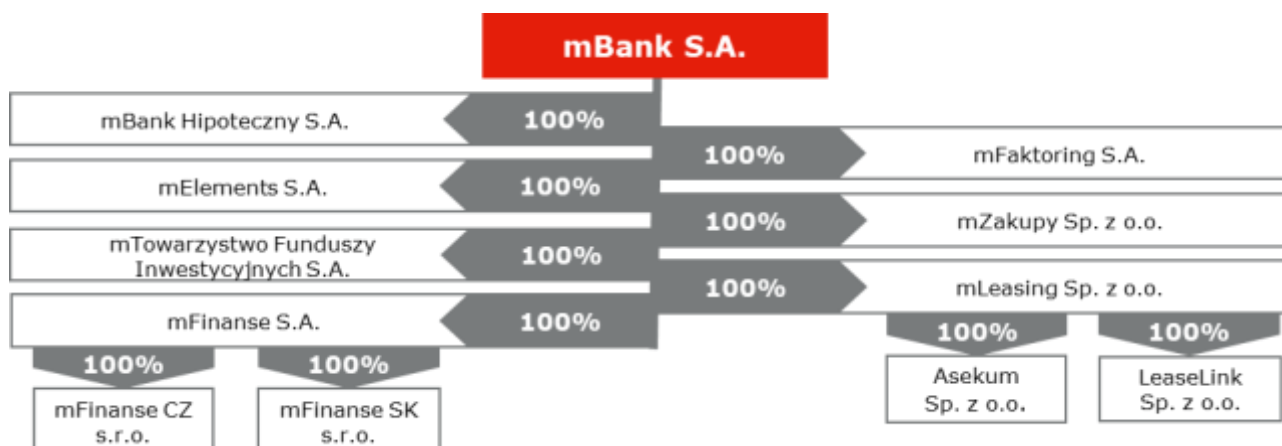 mBank S.A.
mBank Hipoteczny S.A.
100%
100%
mFaktoring S.A.
mElements S.A.
100%
100%
mZakupy Sp. z o.o.
mTowarzystwo Funduszy
Inwestycyjnych S.A.
100%
100%
mLeasing Sp. z o.o.
mFinanse S.A.
100%
100%
100%
100%
100%
mFinanse CZ
s.r.o.
mFinanse SK
s.r.o.
Asekum
Sp. z o.o.
LeaseLink
Sp. z o.o.